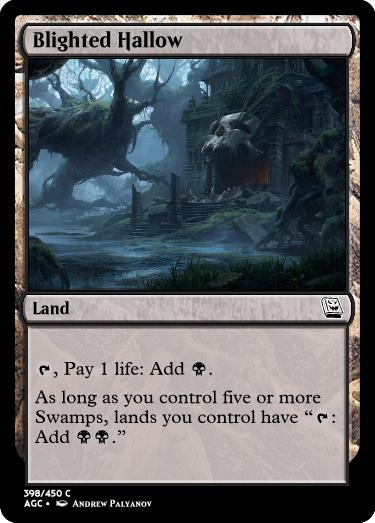 Blighted Hallow
Land
, Pay 1 life: Add .
As long as you control five or more
Swamps, lands you control have “ :
Add .”
398/450 C
AGC • Andrew Palyanov